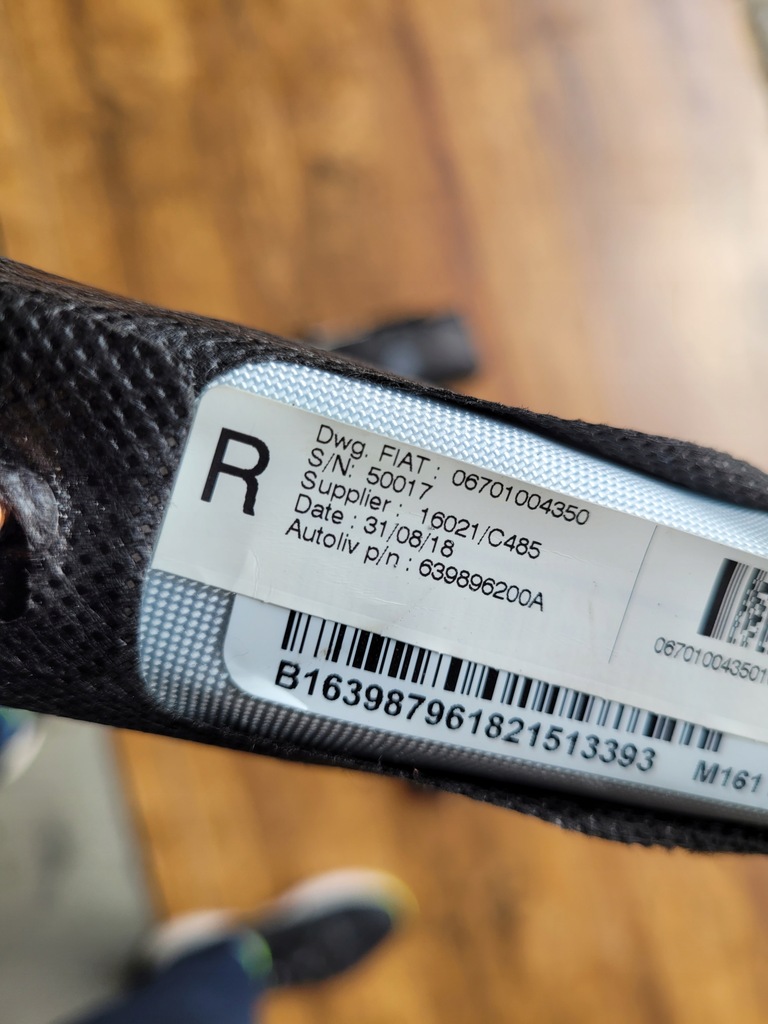 R
Dwg. FIAT : 06701004350
S/N: 50017
Supplier : 16021/C485
Date : 31/08/18
Autoliv p/n : 639896200A
B1639879618215133393
M161